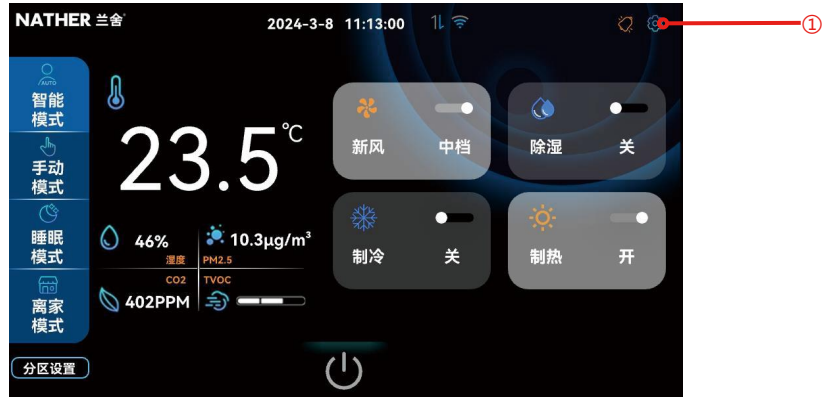 NATHER 兰舍
2024-3-8 11:13:00
①
AUTO
智能
模式
手动
模式
睡眠
模式
离家
模式
分区设置
23.5℃
46%
湿度
10.3μg/m³
PM2.5
CO2
402PPM
TVOC
新风 中档
除湿 关
制冷 关
制热 开